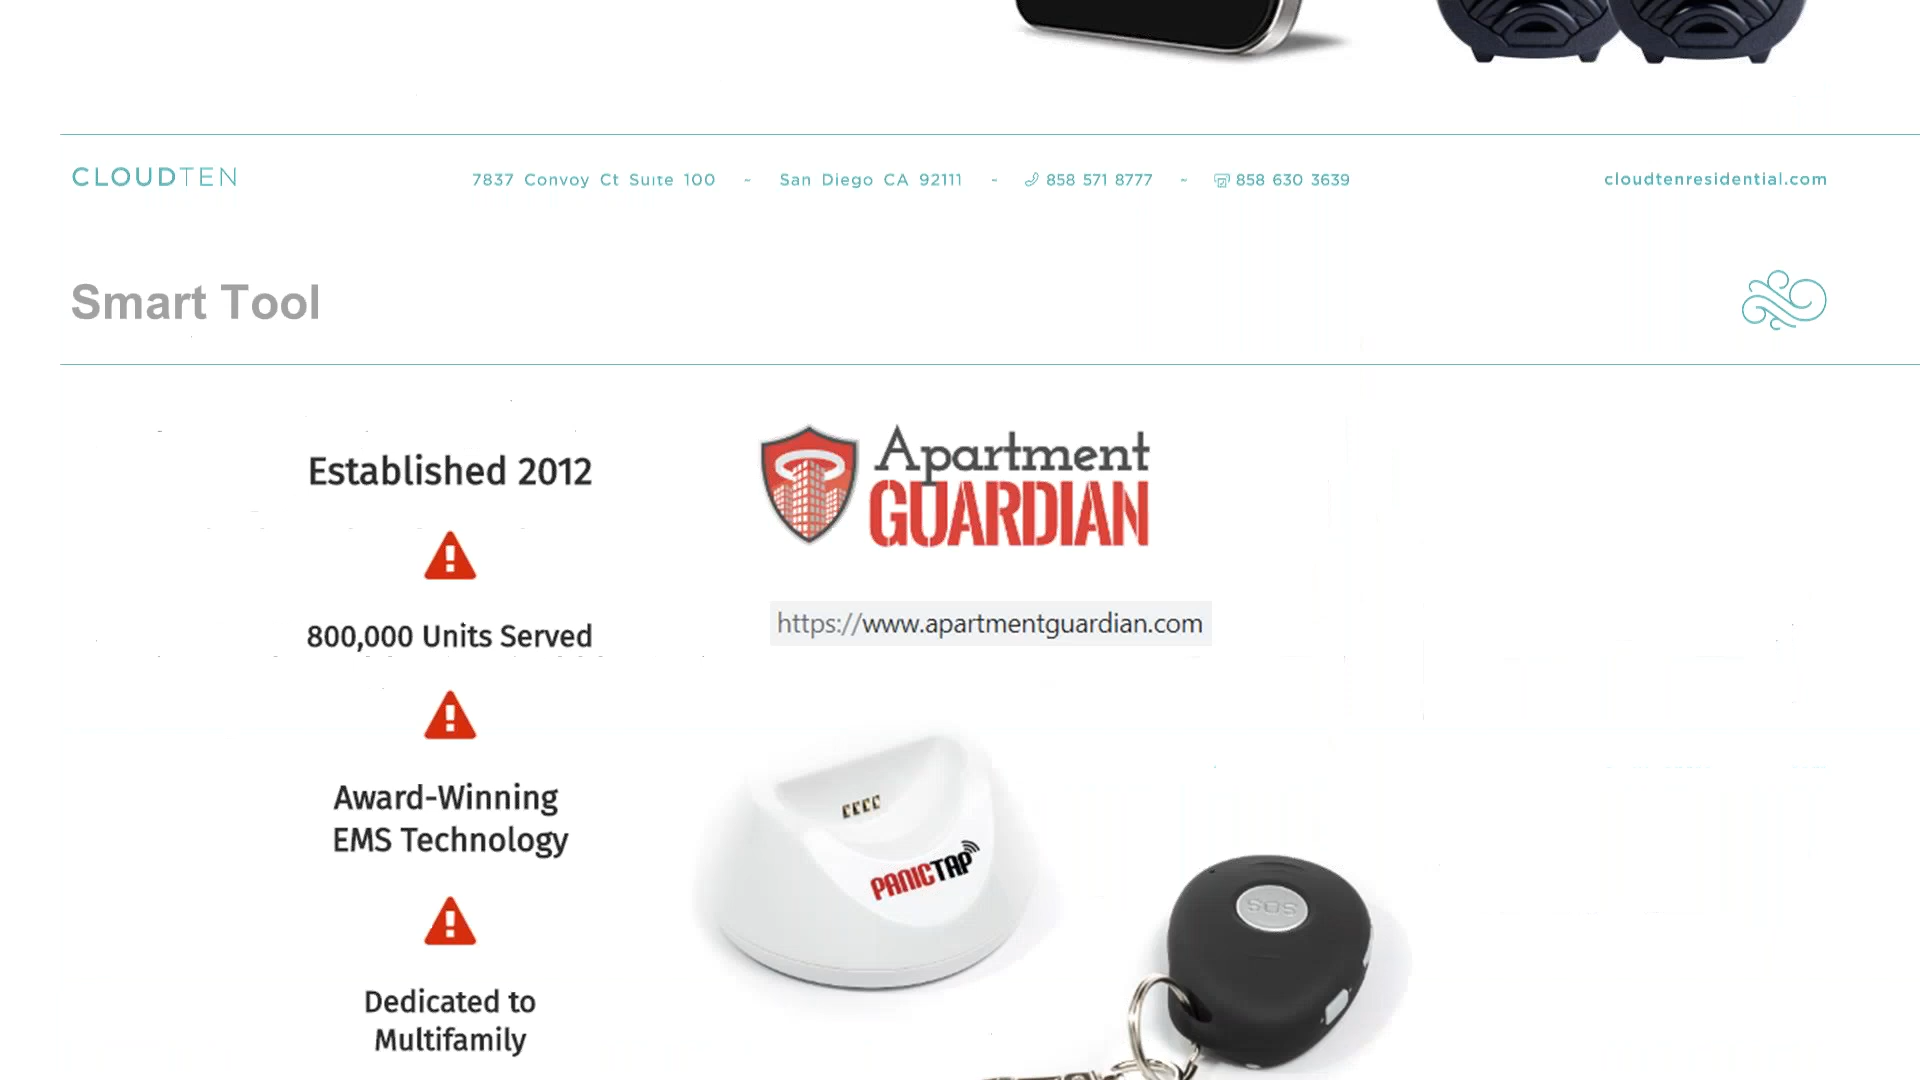 CLOUDTEN
7837 Convoy Ct Suite 100 ~ San Diego CA 92111 ~ 858 571 8777 ~ 858 630 3639
cloudtenresidential.com
Smart Tool
Established 2012
800,000 Units Served
Award-Winning
EMS Technology
Dedicated to
Multifamily
Apartment
GUARDIAN
https://www.apartmentguardian.com
PANICTAP
SOS